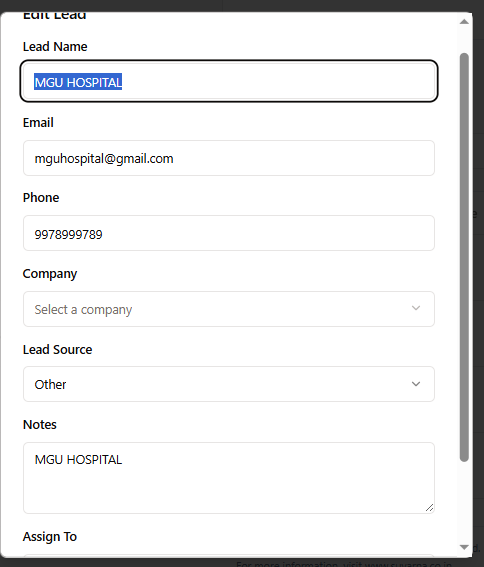 Edit Lead
Lead Name
MGU HOSPITAL
Email
mguhospital@gmail.com
Phone
9978999789
Company
Select a company
Lead Source
Other
Notes
MGU HOSPITAL
Assign To